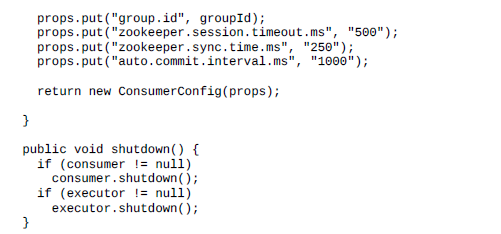 props.put("group.id", groupId);
props.put("zookeeper.session.timeout.ms", "500");
props.put("zookeeper.sync.time.ms", "250");
props.put("auto.commit.interval.ms", "1000");
return new ConsumerConfig(props);
}
public void shutdown() {
if (consumer != null)
consumer.shutdown();
if (executor != null)
executor.shutdown();
}